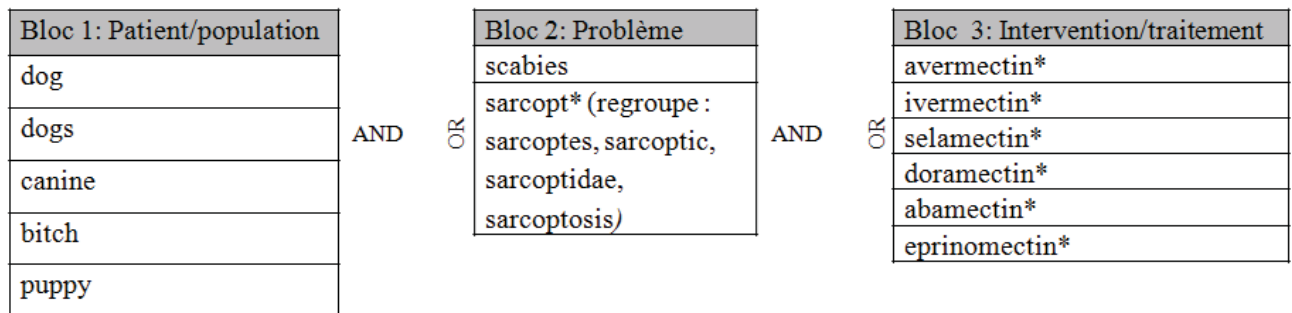 Bloc 1: Patient/population
dog
dogs
canine
bitch
puppy
AND
OR
Bloc 2: Problème
scabies
sarcopt* (regroupe :
sarcoptes, sarcoptic,
sarcoptidae,
sarcoptosis)
AND
OR
Bloc 3: Intervention/traitement
avermectin*
ivermectin*
selamectin*
doramectin*
abamectin*
eprinomectin*